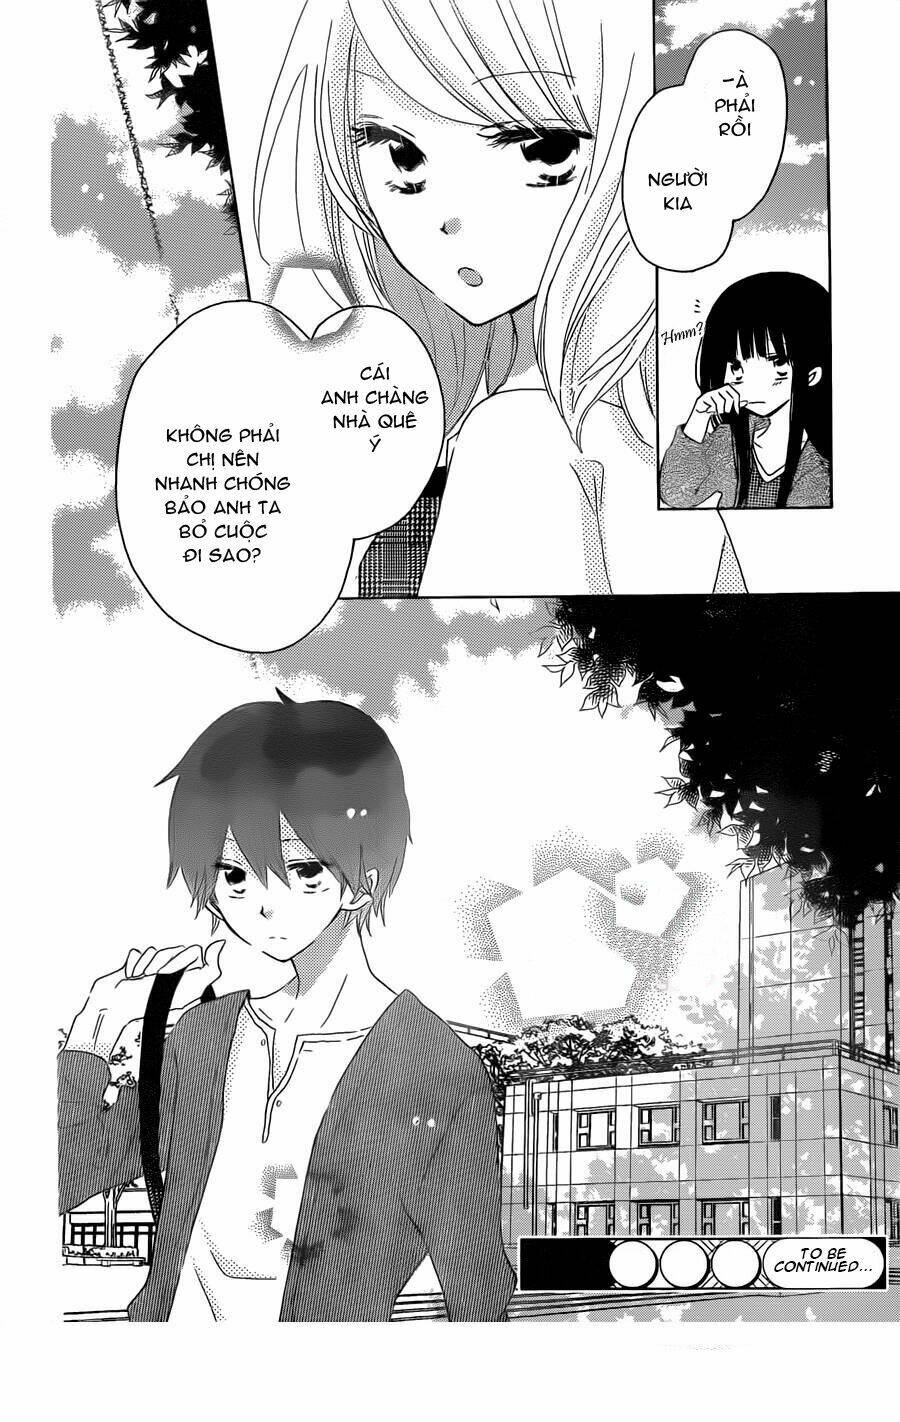 -À
PHẢI
RỒI
NGƯỜI
KIA
Hmm?
CÁI
ANH CHÀNG
NHÀ QUÊ
Ý
KHÔNG PHẢI
CHỊ NÊN
NHANH CHÓNG
BẢO ANH TA
BỎ CUỘC
ĐI SAO?
TO BE
CONTINUED...